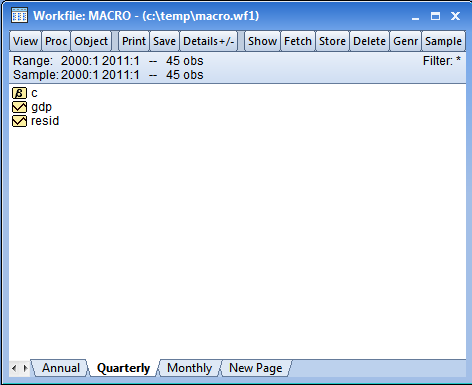 Workfile: MACRO - (c:\temp\macro.wf1)
View Proc Object Print Save Details+/- Show Fetch Store Delete Genr Sample
Range: 2000:1 2011:1 -- 45 obs Filter: *
Sample: 2000:1 2011:1 -- 45 obs
β c
gdp
resid
Annual Quarterly Monthly New Page